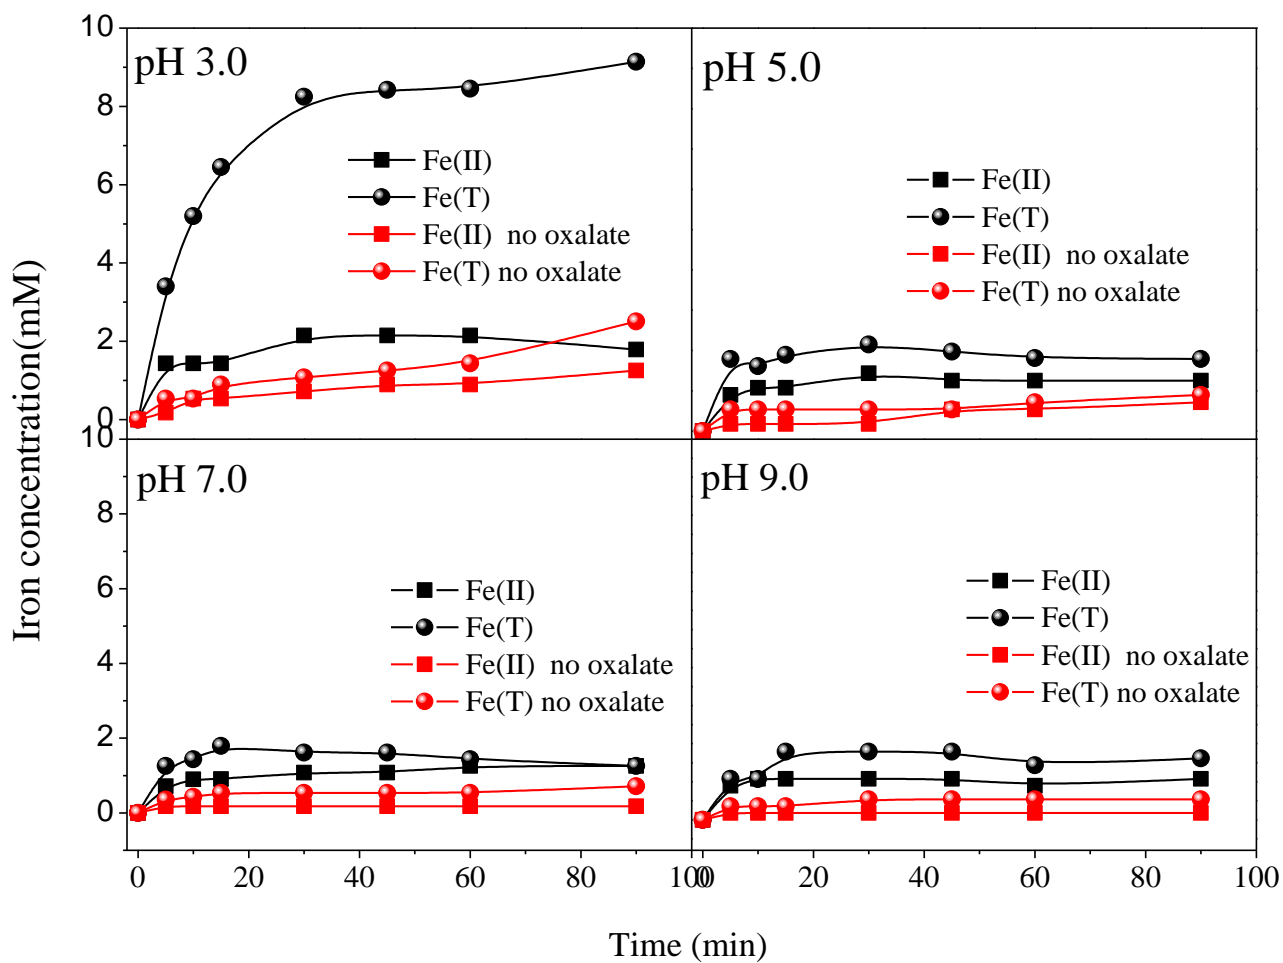 10
8
6
4
2
0
pH 3.0
Fe(II)
Fe(T)
Fe(II) no oxalate
Fe(T) no oxalate
pH 5.0
Fe(II)
Fe(T)
Fe(II) no oxalate
Fe(T) no oxalate
Iron concentration(mM)
10
8
6
4
2
0
pH 7.0
Fe(II)
Fe(T)
Fe(II) no oxalate
Fe(T) no oxalate
pH 9.0
Fe(II)
Fe(T)
Fe(II) no oxalate
Fe(T) no oxalate
0 20 40 60 80 100
0 20 40 60 80 100
Time (min)